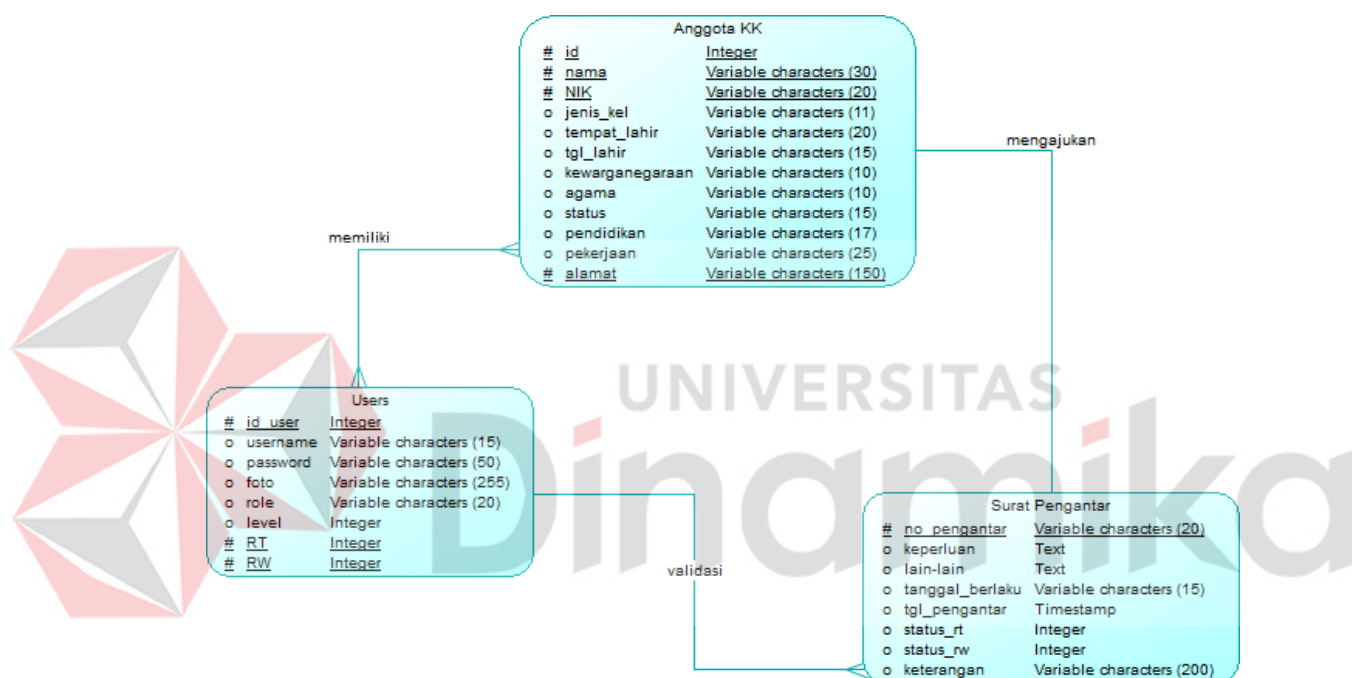 Anggota KK
# id Integer
# nama Variable characters (30)
# NIK Variable characters (20)
o jenis_kel Variable characters (11)
o tempat_lahir Variable characters (20)
o tgl_lahir Variable characters (15)
o kewarganegaraan Variable characters (10)
o agama Variable characters (10)
o status Variable characters (15)
o pendidikan Variable characters (17)
o pekerjaan Variable characters (25)
# alamat Variable characters (150)
mengajukan
memiliki
UNIVERSITAS
Dinamika
Users
# id_user Integer
o username Variable characters (15)
o password Variable characters (50)
o foto Variable characters (255)
o role Variable characters (20)
o level Integer
# RT Integer
# RW Integer
validasi
Surat Pengantar
# no_pengantar Variable characters (20)
o keperluan Text
o lain-lain Text
o tanggal_berlaku Variable characters (15)
o tgl_pengantar Timestamp
o status_rt Integer
o status_rw Integer
o keterangan Variable characters (200)